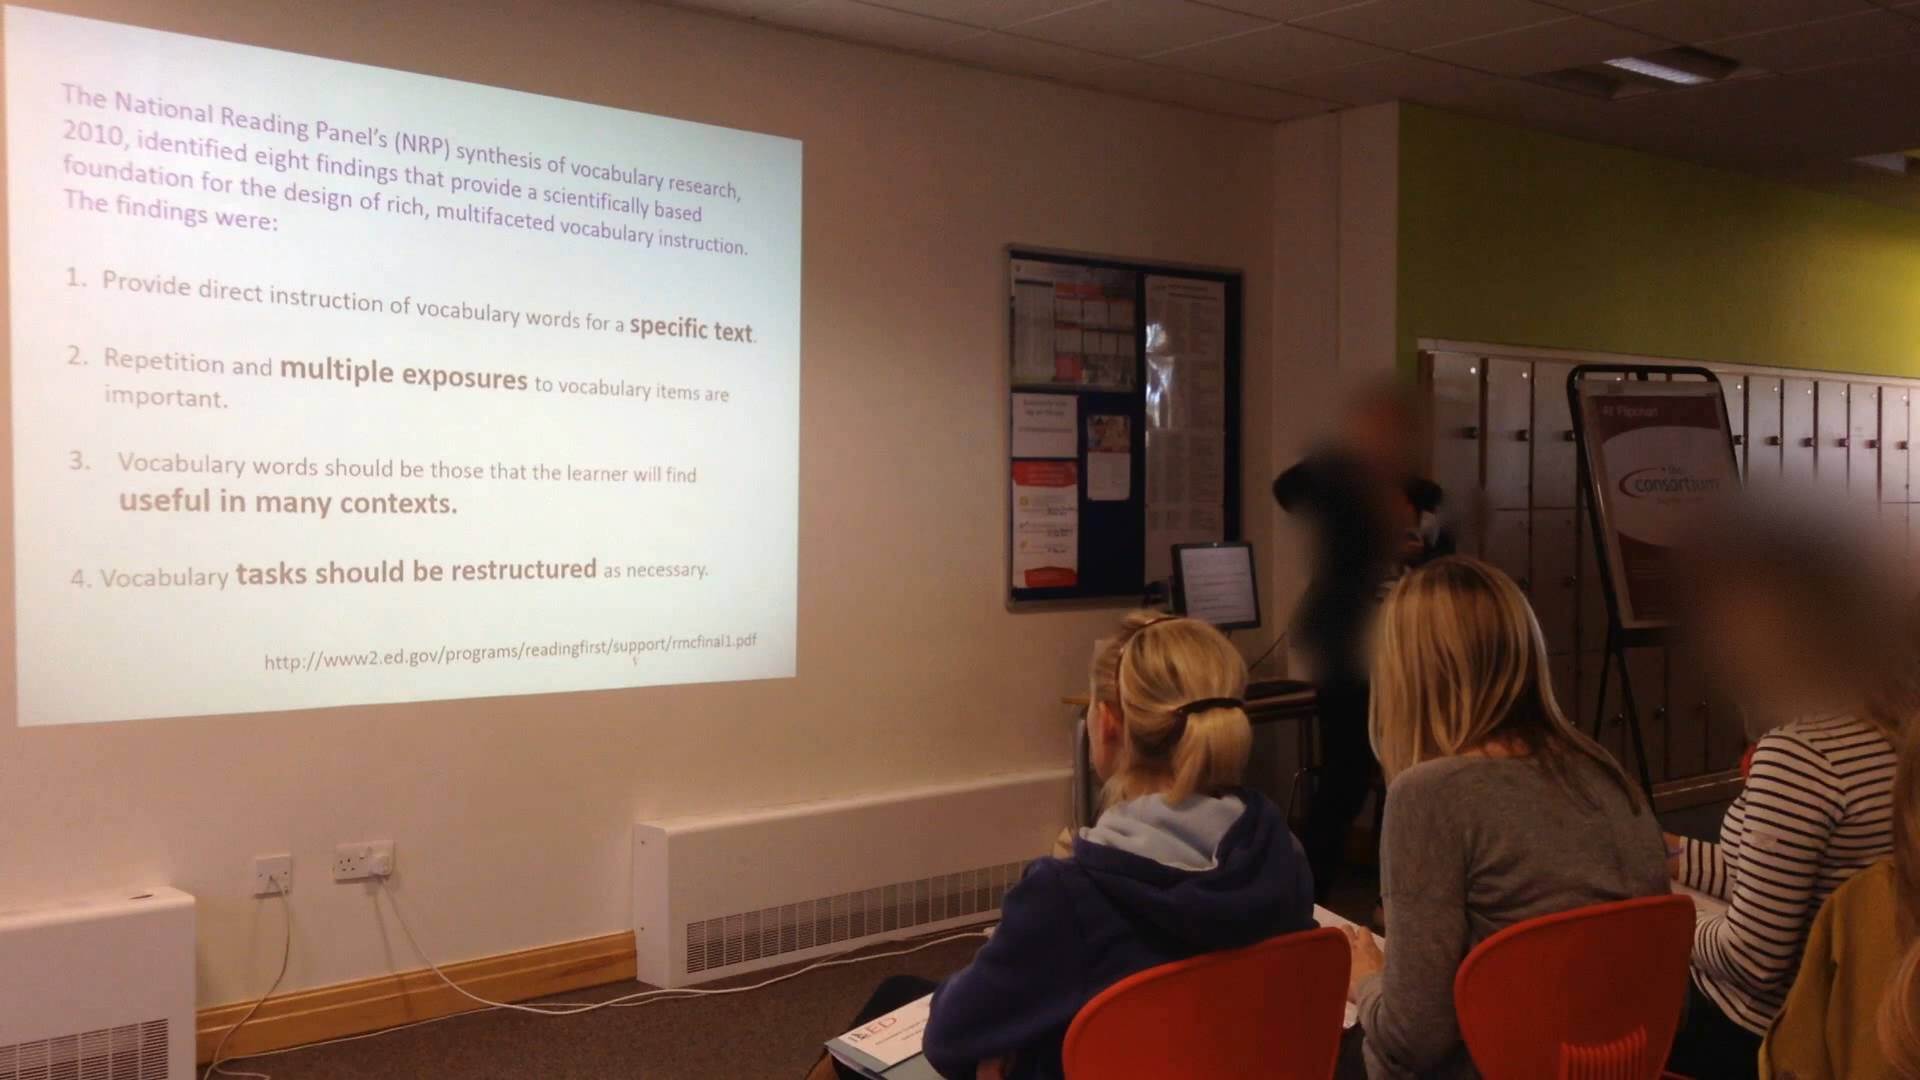 The National Reading Panel's (NRP) synthesis of vocabulary research,
2010, identified eight findings that provide a scientifically based
foundation for the design of rich, multifaceted vocabulary instruction.
The findings were:
1. Provide direct instruction of vocabulary words for a specific text.
2. Repetition and multiple exposures to vocabulary items are
important.
3. Vocabulary words should be those that the learner will find
useful in many contexts.
4. Vocabulary tasks should be restructured as necessary.
http://www2.ed.gov/programs/readingfirst/support/rmcfinal1.pdf
A1 Flipchart
the
consortium